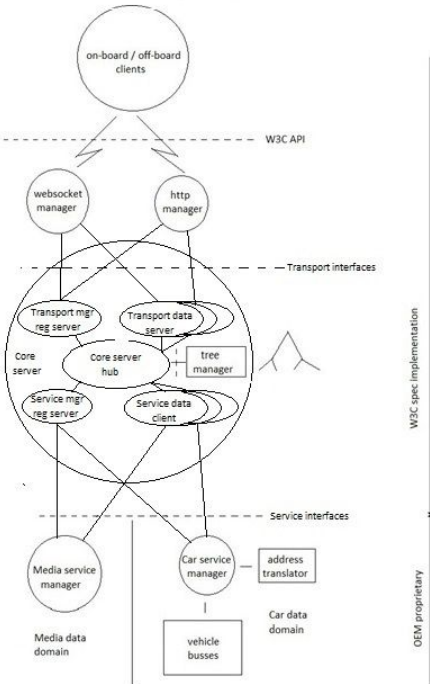 on-board / off-board
clients
W3C API
websocket
manager
http
manager
Transport interfaces
Transport mgr
reg server
Transport data
server
Core
server
Core server
hub
tree
manager
Service mgr
reg server
Service data
client
W3C spec implementation
Service interfaces
Media service
manager
Car service
manager
address
translator
Media data
domain
vehicle
busses
Car data
domain
OEM proprietary